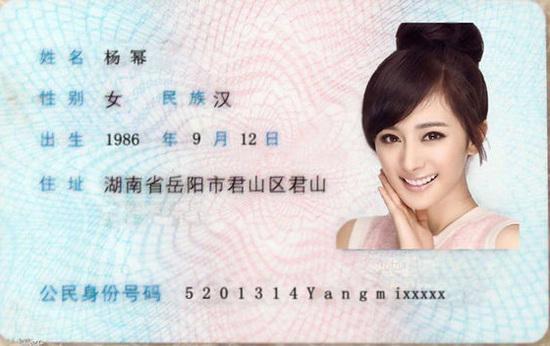 姓名 杨幂
性别 女 民族 汉
出生 1986 年 9 月 12 日
住址 湖南省岳阳市君山区君山
公民身份号码 5201314Yangmixxxxx